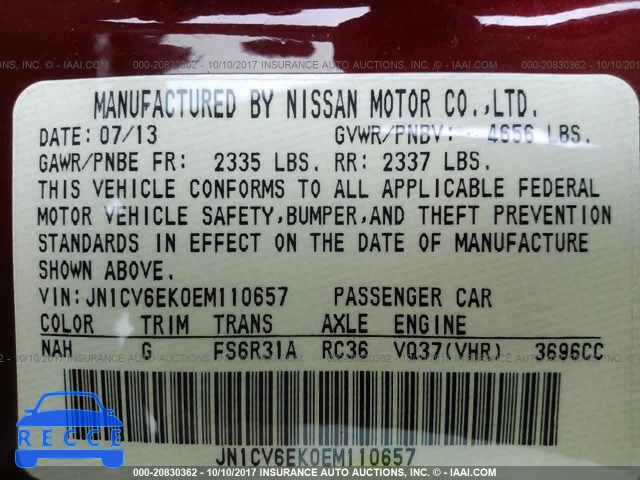 000-20830362 - 10/10/2017 INSURANCE AUTO AUCTIONS, INC. - © IAAI.COM
MANUFACTURED BY NISSAN MOTOR CO.,LTD.
DATE: 07/13 GVWR/PNBV: 4656 LBS.
GAWR/PNBE FR: 2335 LBS. RR: 2337 LBS.
THIS VEHICLE CONFORMS TO ALL APPLICABLE FEDERAL
MOTOR VEHICLE SAFETY,BUMPER,AND THEFT PREVENTION
STANDARDS IN EFFECT ON THE DATE OF MANUFACTURE
SHOWN ABOVE.
VIN:JN1CV6EK0EM110657 PASSENGER CAR
COLOR TRIM TRANS AXLE ENGINE
NAH G FS6R31A RC36 VQ37(VHR) 3696CC
JN1CV6EK0EM110657
RECCE
000-20830362 - 10/10/2017 INSURANCE AUTO AUCTIONS, INC. - © IAAI.COM